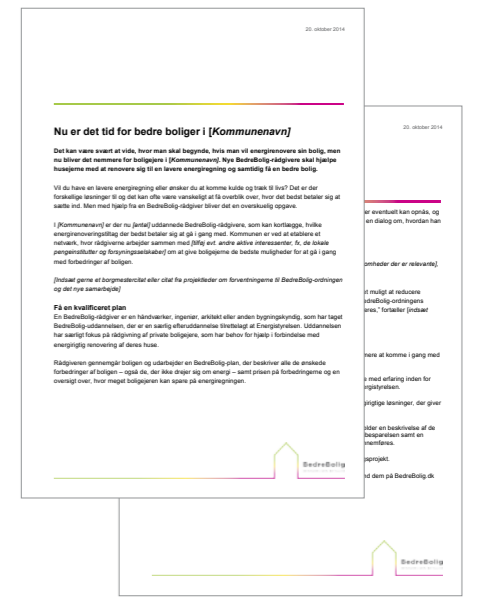 20. oktober 2014
Nu er det tid for bedre boliger i [Kommunenavn]
Det kan være svært at vide, hvor man skal begynde, hvis man vil energirenovere sin bolig, men
nu bliver det nemmere for boligejere i [Kommunenavn]. Nye BedreBolig-rådgivere skal hjælpe
husejerne med at renovere sig til en lavere energiregning og samtidig få en bedre bolig.
Vil du have en lavere energiregning eller ønsker du at komme kulde og træk til livs? Det er der
forskellige løsninger til og det kan ofte være vanskeligt at få overblik over, hvor det bedst betaler sig at
sætte ind. Men med hjælp fra en BedreBolig-rådgiver bliver det en overskuelig opgave.
I [Kommunenavn] er der nu [antal] uddannede BedreBolig-rådgivere, som kan kortlægge, hvilke
energirenoveringstiltag der bedst betaler sig at gå i gang med. Kommunen er ved at etablere et
netværk, hvor rådgiverne arbejder sammen med [tilføj evt. andre aktive interessenter, fx, de lokale
pengeinstitutter og forsyningsselskaber] om at give boligejerne de bedste muligheder for at gå i gang
med forbedringer af boligen.
[Indsæt gerne et borgmestercitat eller citat fra projektleder om forventningerne til BedreBolig-ordningen
og det nye samarbejde]
Få en kvalificeret plan
En BedreBolig-rådgiver er en håndværker, ingeniør, arkitekt eller anden bygningskyndig, som har taget
BedreBolig-uddannelsen, der er en særlig efteruddannelse tilrettelagt af Energistyrelsen. Uddannelsen
har særligt fokus på rådgivning af private boligejere, som har behov for hjælp i forbindelse med
energirigtig renovering af deres huse.
Rådgiveren gennemgår boligen og udarbejder en BedreBolig-plan, der beskriver alle de ønskede
forbedringer af boligen – også de, der ikke drejer sig om energi – samt prisen på forbedringerne og en
oversigt over, hvor meget boligejeren kan spare på energiregningen.
BedreBolig
20. oktober 2014
er eventuelt kan opnås, og
en dialog om, hvordan han
omheder der er relevante],
t muligt at reducere
edreBolig-ordningens
eres," fortæller [indsæt
mere at komme i gang med
e med erfaring inden for
ergistyrelsen.
girigtige løsninger, der giver
older en beskrivelse af de
besparelsen samt en
nnemføres.
gsprojekt.
nd dem på BedreBolig.dk
BedreBolig